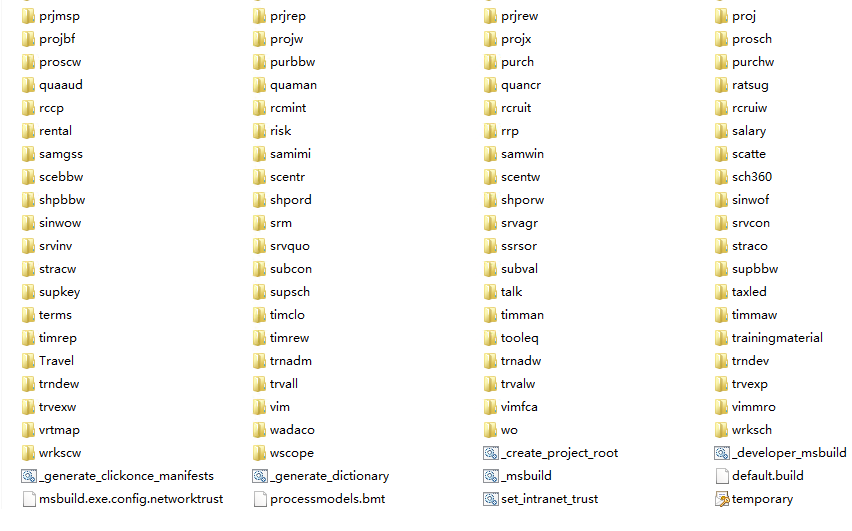 prjmsp prjrep prjrew proj
projbf projw projx prosch
proscw purbbw purch purchw
quaaud quaman quancr ratsug
rccp rcmint rcruit rcruiw
rental risk rrp salary
samgss samimi samwin scatte
scebbw scentr scentw sch360
shpbbw shpord shporw sinwof
sinwow srm srvagr srvcon
srvinv srvquo ssrsor straco
stracw subcon subval supbbw
supkey supsch talk taxled
terms timclo timman timmaw
timrep timrew tooleq trainingmaterial
Travel trnadm trnadw trndev
trndew trvall trvalw trvexp
trvexw vim vimfca vimmro
vrtmap wadaco wo wrksch
wrkscw wscope _create_project_root _developer_msbuild
_generate_clickonce_manifests _generate_dictionary _msbuild default.build
msbuild.exe.config.networktrust processmodels.bmt set_intranet_trust temporary